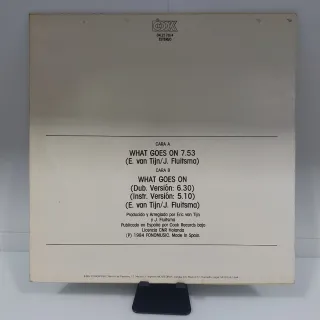 CARA A
WHAT GOES ON 7.53
(E. van Tijn/J. Fluitsma)
CARA B
WHAT GOES ON
(Dub. Versión: 6.30)
(Instr. Versión: 5.10)
(E. van Tijn/J. Fluitsma)
Producido y Arreglado por Eric van Tijn
y J. Fluitsma
Publicado en España por Cook Records bajo
Licencia CNR Holanda
(P) 1984 FONOMUSIC. Made in Spain.